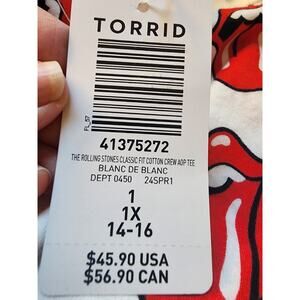 TORRID
FL_57
41375272
THE ROLLING STONES CLASSIC FIT COTTON CREW AOP TEE
BLANC DE BLANC
DEPT 0450 24SPR1
1
1X
14-16
$45.90 USA
$56.90 CAN